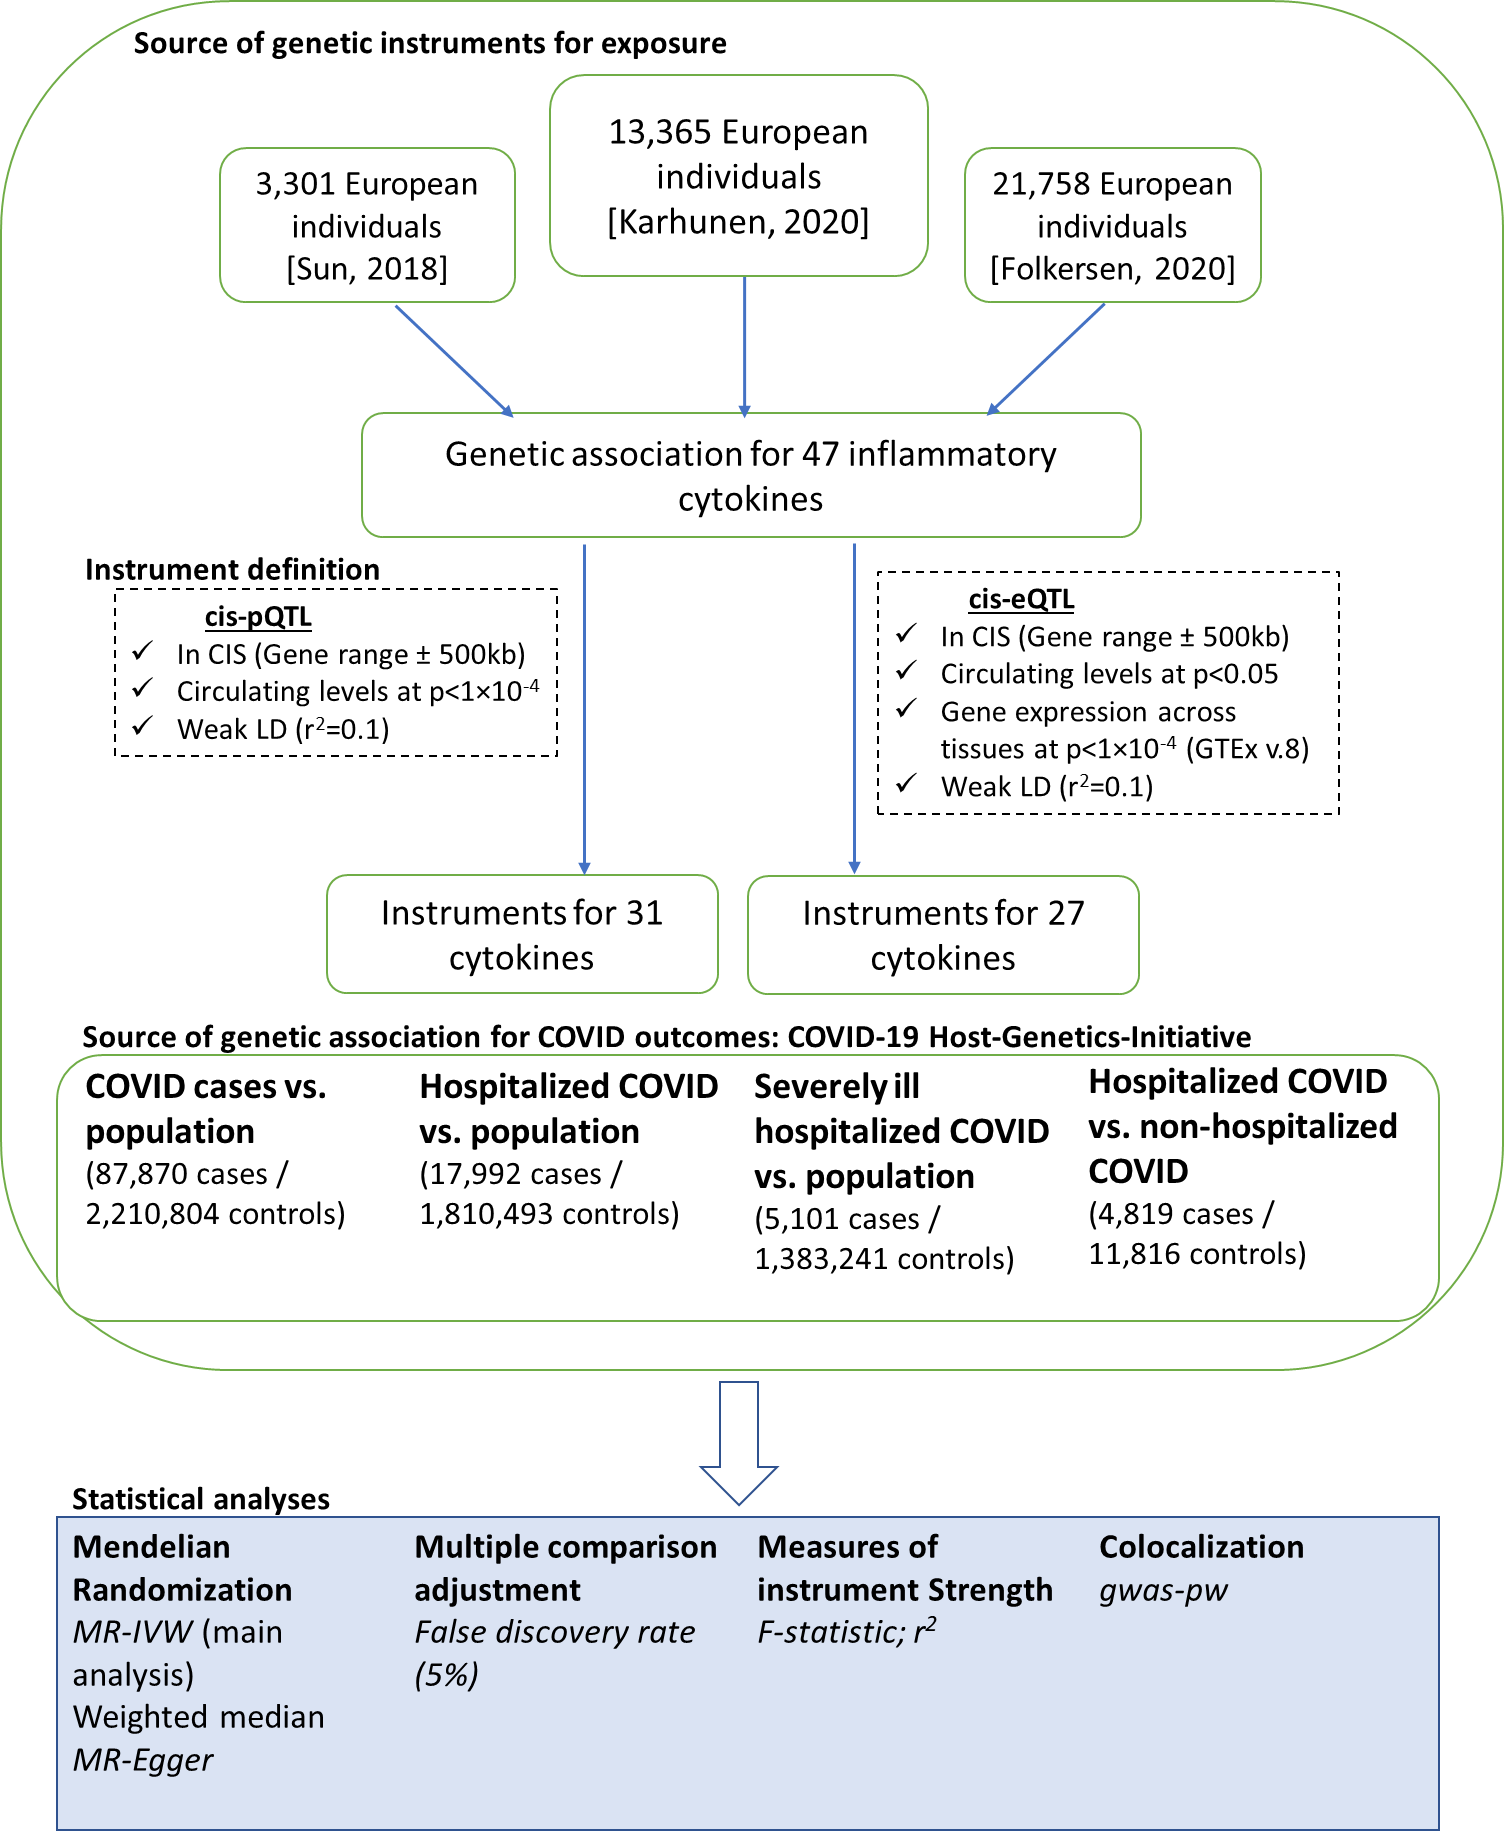 Source of genetic instruments for exposure
3,301 European
individuals
[Sun, 2018]
13,365 European
individuals
[Karhunen, 2020]
21,758 European
individuals
[Folkersen, 2020]
Genetic association for 47 inflammatory
cytokines
Instrument definition
cis-pQTL
✓ In CIS (Gene range ± 500kb)
✓ Circulating levels at p<1×10⁻⁴
✓ Weak LD (r²=0.1)
cis-eQTL
✓ In CIS (Gene range ± 500kb)
✓ Circulating levels at p<0.05
✓ Gene expression across
tissues at p<1×10⁻⁴ (GTEx v.8)
✓ Weak LD (r²=0.1)
Instruments for 31
cytokines
Instruments for 27
cytokines
Source of genetic association for COVID outcomes: COVID-19 Host-Genetics-Initiative
COVID cases vs.
population
(87,870 cases /
2,210,804 controls)
Hospitalized COVID
vs. population
(17,992 cases /
1,810,493 controls)
Severely ill
hospitalized COVID
vs. population
(5,101 cases /
1,383,241 controls)
Hospitalized COVID
vs. non-hospitalized
COVID
(4,819 cases /
11,816 controls)
Statistical analyses
Mendelian
Randomization
MR-IVW (main
analysis)
Weighted median
MR-Egger
Multiple comparison
adjustment
False discovery rate
(5%)
Measures of
instrument Strength
F-statistic; r²
Colocalization
gwas-pw